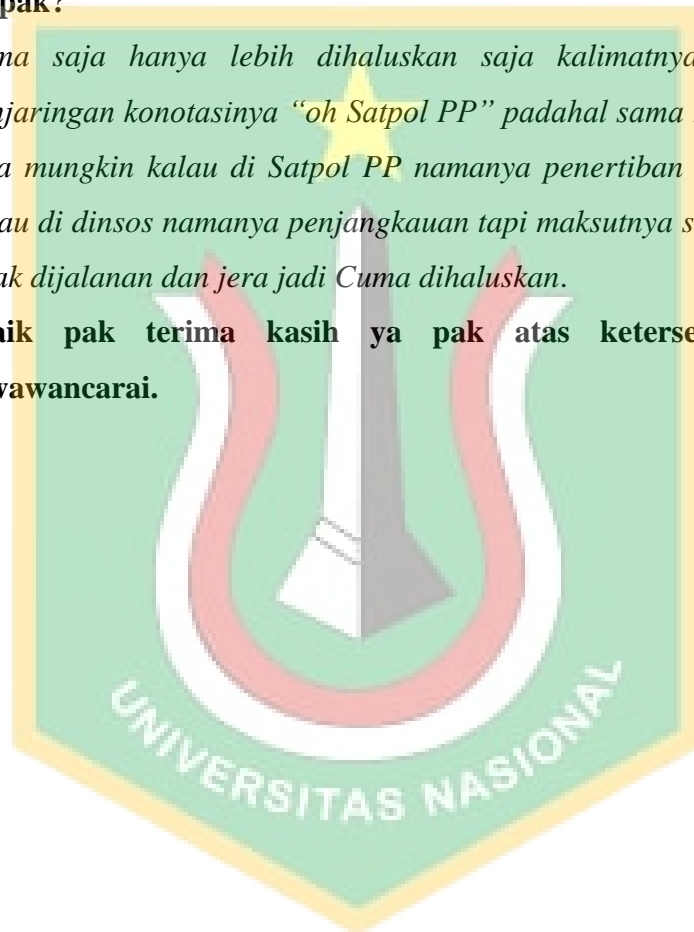 pak?
na saja hanya lebih dihaluskan saja kalimatnya
njaringan konotasinya “oh Satpol PP” padahal sama
a mungkin kalau di Satpol PP namanya penertiban
au di dinsos namanya penjangkauan tapi maksutnya s
ak dijalanan dan jera jadi Cuma dihaluskan.
aik pak terima kasih ya pak atas keterse
wawancarai.
UNIVERSITAS NASIONAL